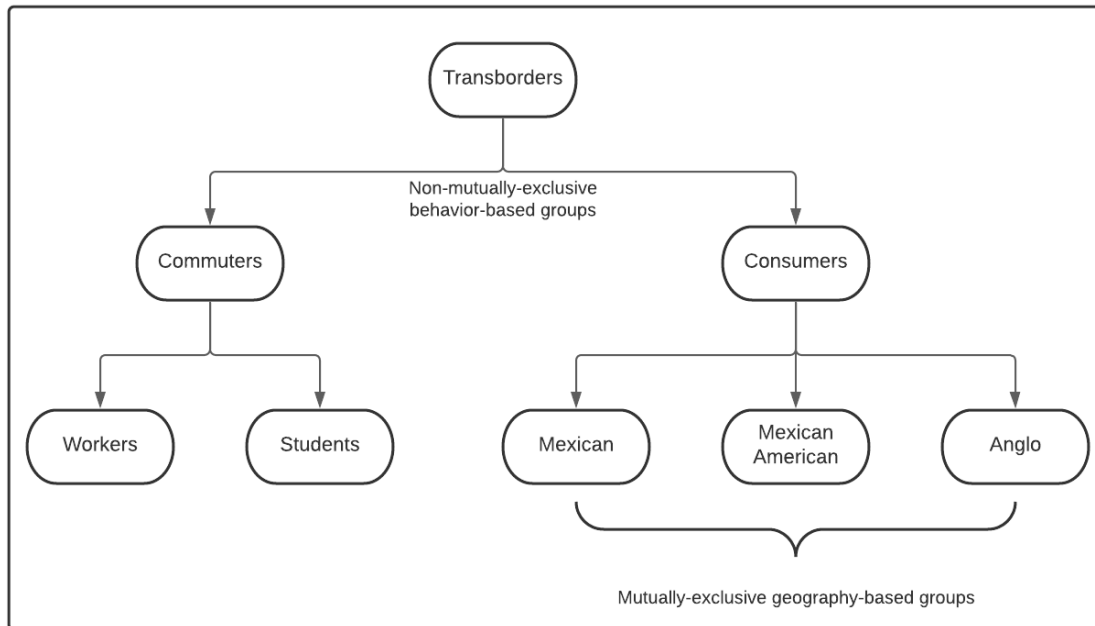 Transborders
Non-mutually-exclusive
behavior-based groups
Commuters
Consumers
Workers
Students
Mexican
Mexican
American
Anglo
Mutually-exclusive geography-based groups